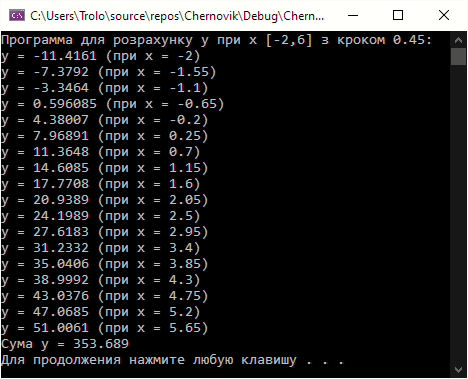 C:\Users\Trolo\source\repos\Chernovik\Debug\Chern...
Программа для розрахунку y при x [-2,6] з кроком 0.45:
y = -11.4161 (при x = -2)
y = -7.3792 (при x = -1.55)
y = -3.3464 (при x = -1.1)
y = 0.596085 (при x = -0.65)
y = 4.38007 (при x = -0.2)
y = 7.96891 (при x = 0.25)
y = 11.3648 (при x = 0.7)
y = 14.6085 (при x = 1.15)
y = 17.7708 (при x = 1.6)
y = 20.9389 (при x = 2.05)
y = 24.1989 (при x = 2.5)
y = 27.6183 (при x = 2.95)
y = 31.2332 (при x = 3.4)
y = 35.0406 (при x = 3.85)
y = 38.9992 (при x = 4.3)
y = 43.0376 (при x = 4.75)
y = 47.0685 (при x = 5.2)
y = 51.0061 (при x = 5.65)
Сума y = 353.689
Для продолжения нажмите любую клавишу . . .